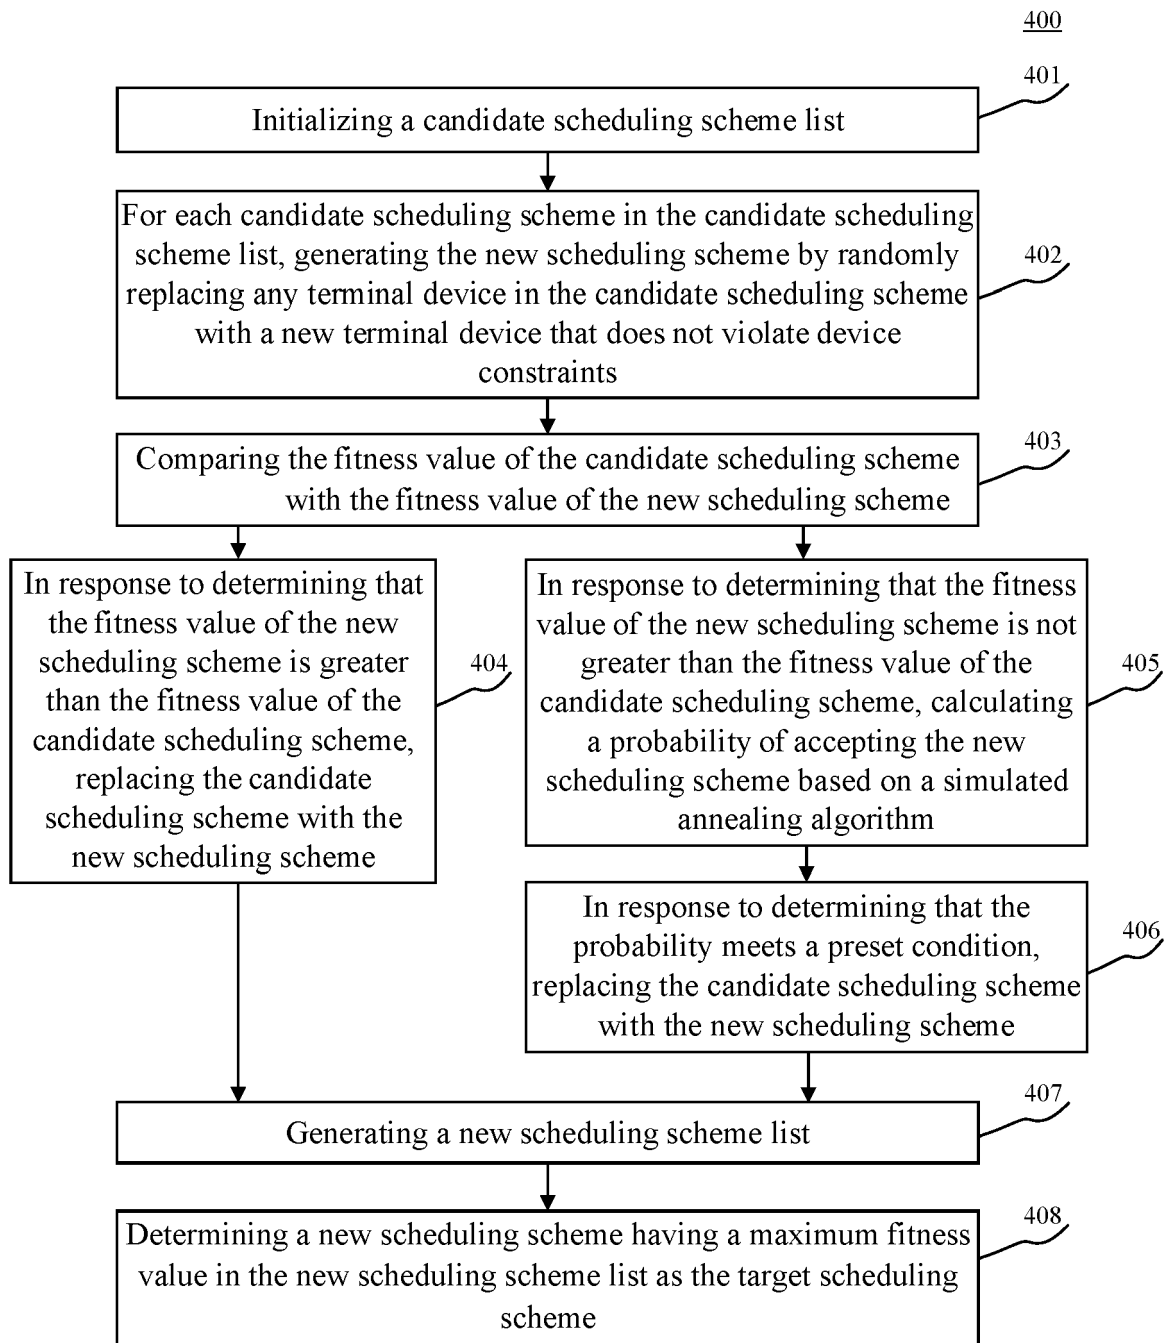 400
401
Initializing a candidate scheduling scheme list
For each candidate scheduling scheme in the candidate scheduling
scheme list, generating the new scheduling scheme by randomly
replacing any terminal device in the candidate scheduling scheme
with a new terminal device that does not violate device
constraints
402
Comparing the fitness value of the candidate scheduling scheme
with the fitness value of the new scheduling scheme
403
In response to determining that
the fitness value of the new
scheduling scheme is greater
than the fitness value of the
candidate scheduling scheme,
replacing the candidate
scheduling scheme with the
new scheduling scheme
404
In response to determining that the fitness
value of the new scheduling scheme is not
greater than the fitness value of the
candidate scheduling scheme, calculating
a probability of accepting the new
scheduling scheme based on a simulated
annealing algorithm
405
In response to determining that the
probability meets a preset condition,
replacing the candidate scheduling scheme
with the new scheduling scheme
406
407
Generating a new scheduling scheme list
408
Determining a new scheduling scheme having a maximum fitness
value in the new scheduling scheme list as the target scheduling
scheme